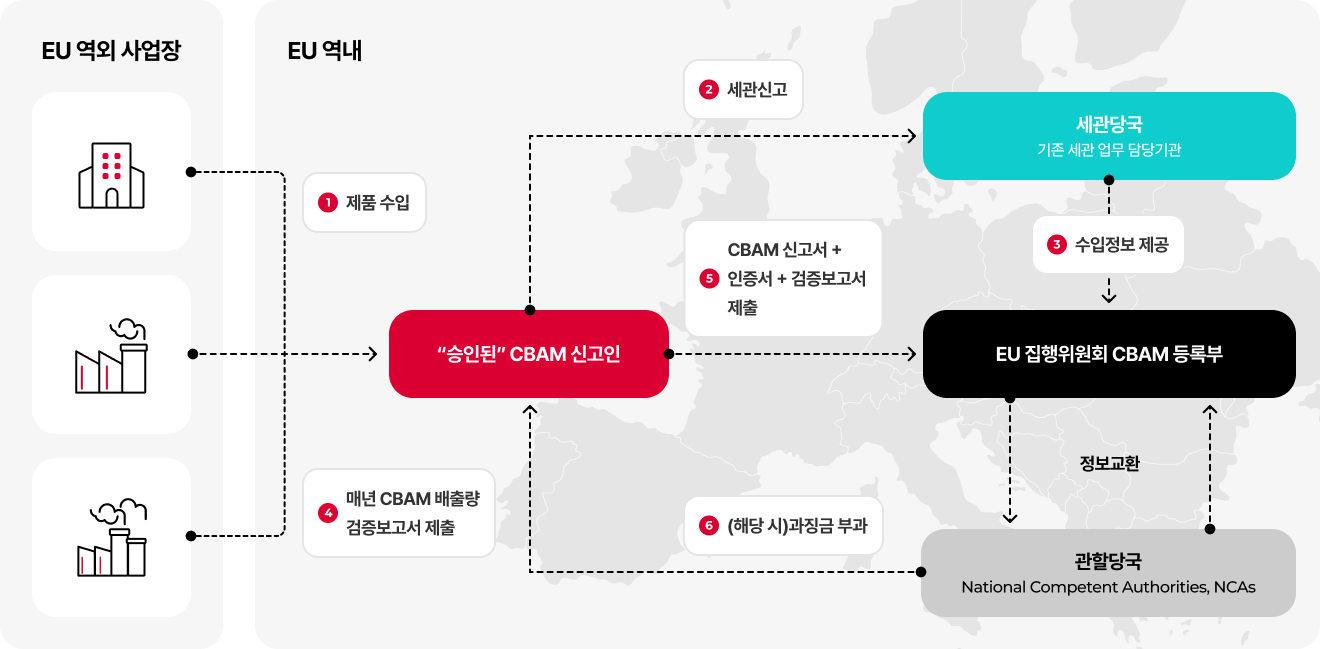 EU 역외 사업장
EU 역내
1 제품 수입
2 세관신고
세관당국
기존 세관 업무 담당기관
3 수입정보 제공
5 CBAM 신고서 +
인증서 + 검증보고서
제출
“승인된” CBAM 신고인
EU 집행위원회 CBAM 등록부
정보교환
4 매년 CBAM 배출량
검증보고서 제출
6 (해당 시)과징금 부과
관할당국
National Competent Authorities, NCAs